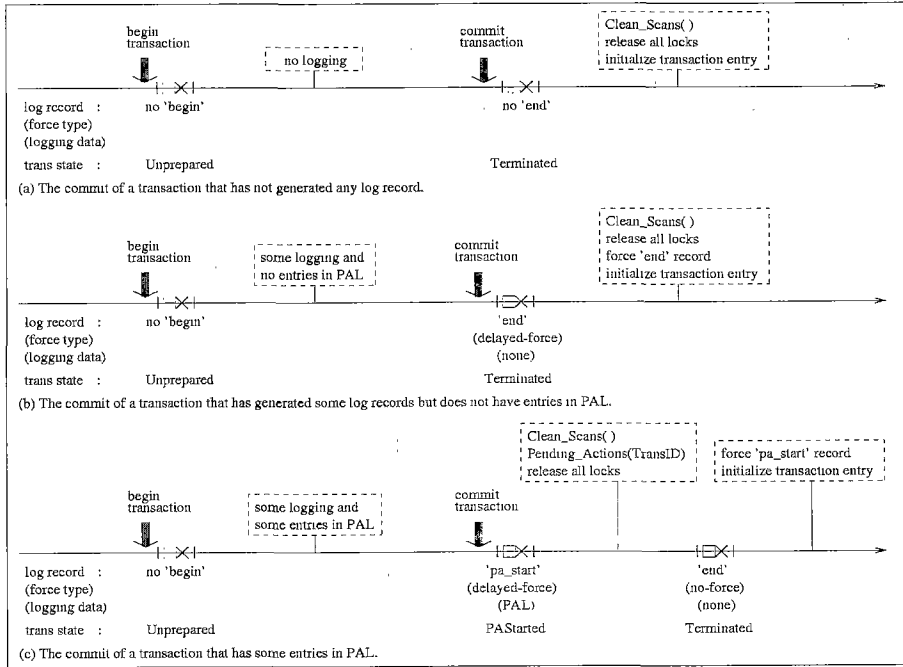 begin
transaction
no logging
commit
transaction
Clean_Scans( )
release all locks
initialize transaction entry
log record :
(force type)
(logging data)
no 'begin'
no 'end'
trans state : Unprepared Terminated
(a) The commit of a transaction that has not generated any log record.
begin
transaction
some logging and
no entries in PAL
commit
transaction
Clean_Scans( )
release all locks
force 'end' record
initialize transaction entry
log record :
(force type)
(logging data)
no 'begin'
'end'
(delayed-force)
(none)
trans state : Unprepared Terminated
(b) The commit of a transaction that has generated some log records but does not have entries in PAL.
begin
transaction
some logging and
some entries in PAL
commit
transaction
Clean_Scans( )
Pending_Actions(TransID)
release all locks
force 'pa_start' record
initialize transaction entry
log record :
(force type)
(logging data)
no 'begin'
'pa_start'
(delayed-force)
(PAL)
'end'
(no-force)
(none)
trans state : Unprepared PAStarted Terminated
(c) The commit of a transaction that has some entries in PAL.